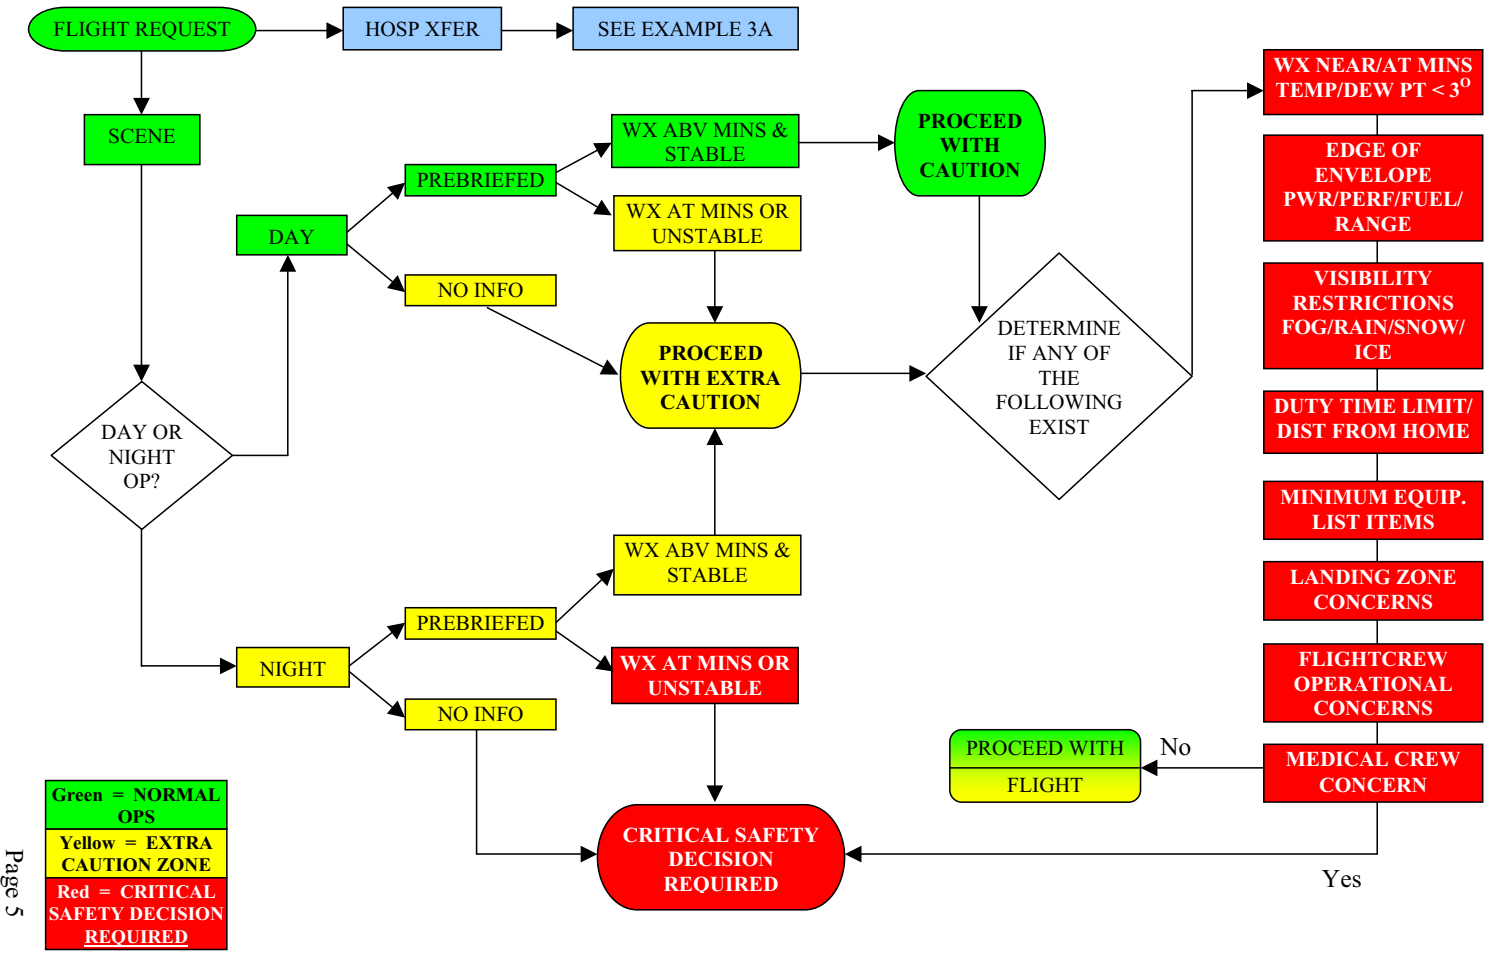 FLIGHT REQUEST
HOSP XFER
SEE EXAMPLE 3A
SCENE
DAY OR
NIGHT
OP?
DAY
PREBRIEFED
NO INFO
WX ABV MINS &
STABLE
WX AT MINS OR
UNSTABLE
PROCEED
WITH
CAUTION
PROCEED
WITH EXTRA
CAUTION
NIGHT
PREBRIEFED
NO INFO
WX ABV MINS &
STABLE
WX AT MINS OR
UNSTABLE
CRITICAL SAFETY
DECISION
REQUIRED
DETERMINE
IF ANY OF
THE
FOLLOWING
EXIST
WX NEAR/AT MINS
TEMP/DEW PT < 3O
EDGE OF
ENVELOPE
PWR/PERF/FUEL/
RANGE
VISIBILITY
RESTRICTIONS
FOG/RAIN/SNOW/
ICE
DUTY TIME LIMIT/
DIST FROM HOME
MINIMUM EQUIP.
LIST ITEMS
LANDING ZONE
CONCERNS
FLIGHTCREW
OPERATIONAL
CONCERNS
MEDICAL CREW
CONCERN
No
PROCEED WITH
FLIGHT
Yes
Green = NORMAL
OPS
Yellow = EXTRA
CAUTION ZONE
Red = CRITICAL
SAFETY DECISION
REQUIRED
Page 5